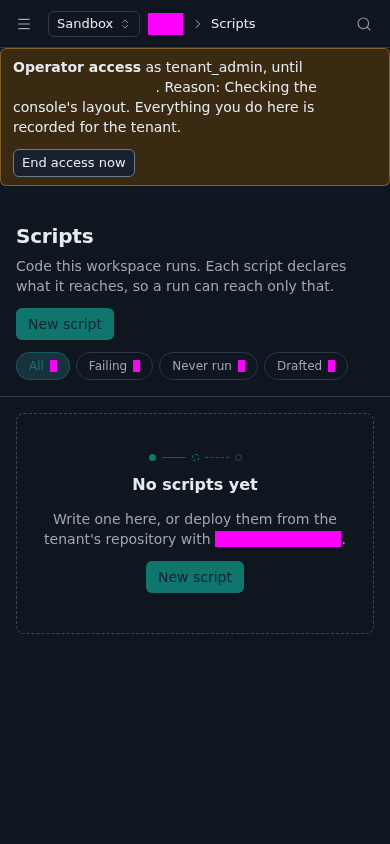 Sandbox
Scripts
Operator access as tenant_admin, until
. Reason: Checking the
console's layout. Everything you do here is
recorded for the tenant.
End access now
Scripts
Code this workspace runs. Each script declares
what it reaches, so a run can reach only that.
New script
All
Failing
Never run
Drafted
No scripts yet
Write one here, or deploy them from the
tenant's repository with .
New script